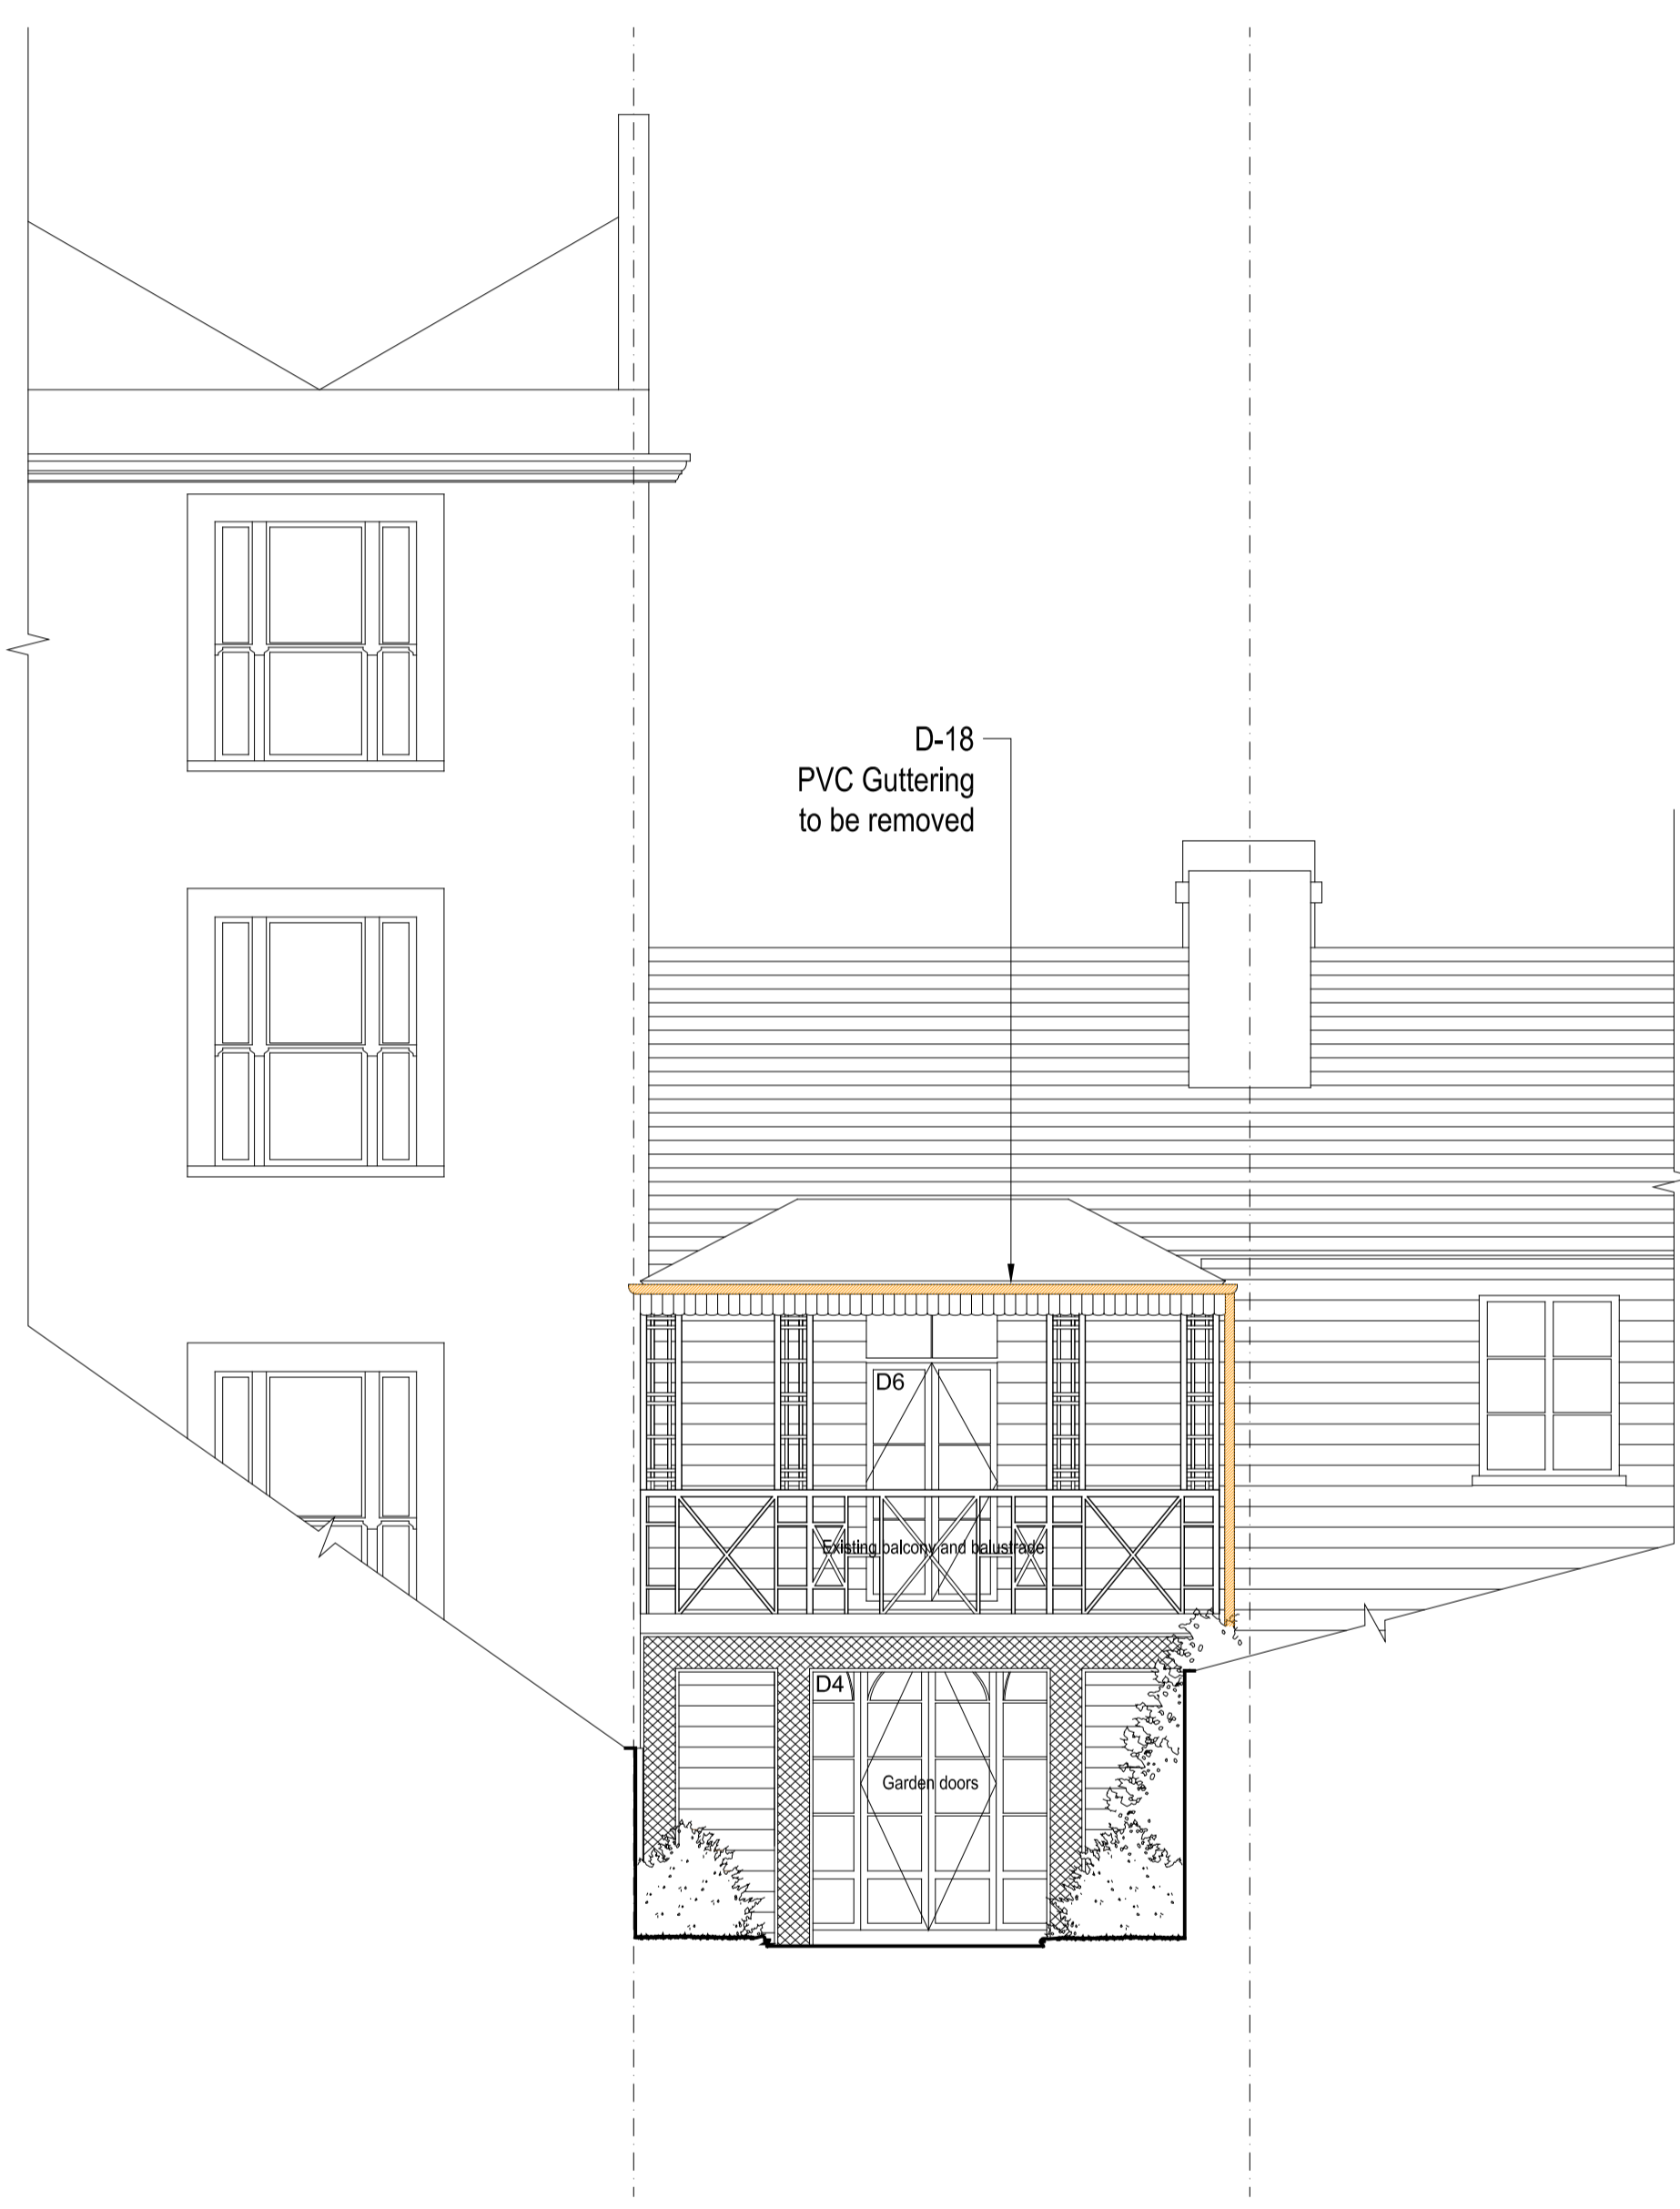 D-18
PVC Guttering
to be removed
D6
Existing balcony and balustrade
D4
Garden doors